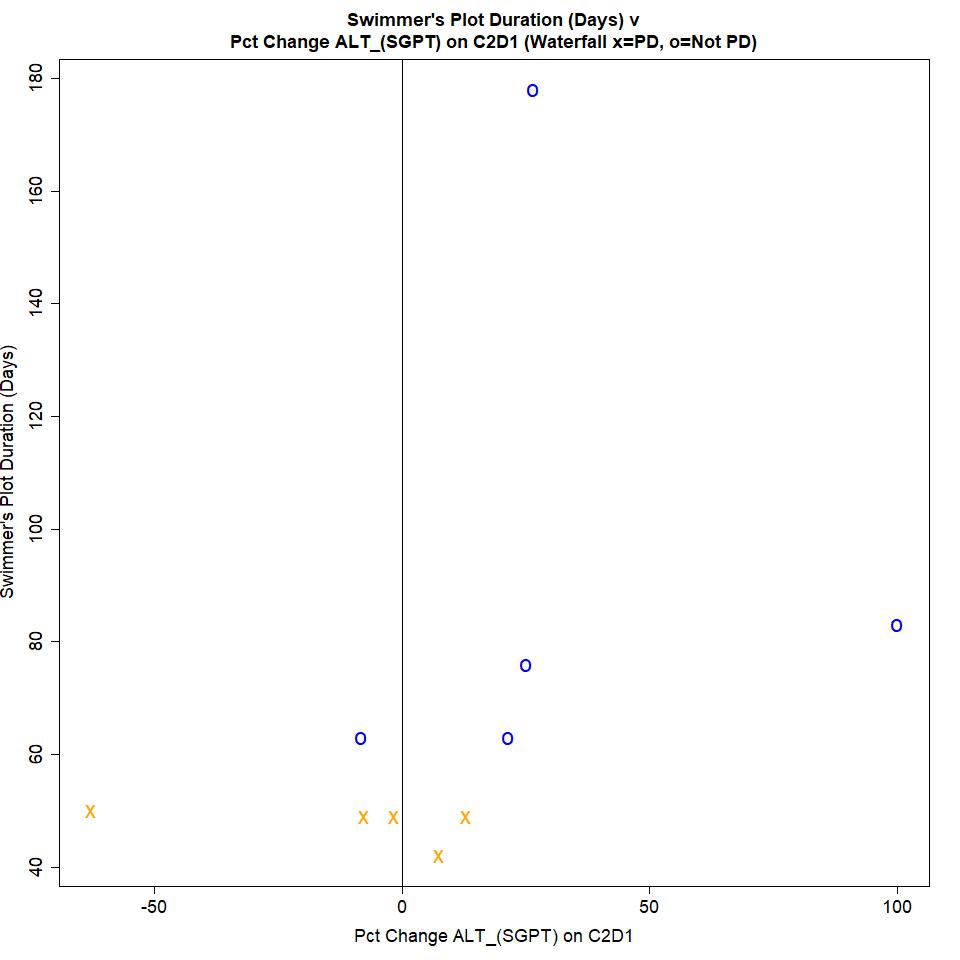 Swimmer's Plot Duration (Days) v
Pct Change ALT_(SGPT) on C2D1 (Waterfall x=PD, o=Not PD)
Swimmer's Plot Duration (Days)
180
160
140
120
100
80
60
40
o
o
o
o
o
x
x
x
x
x
-50
0
50
100
Pct Change ALT_(SGPT) on C2D1